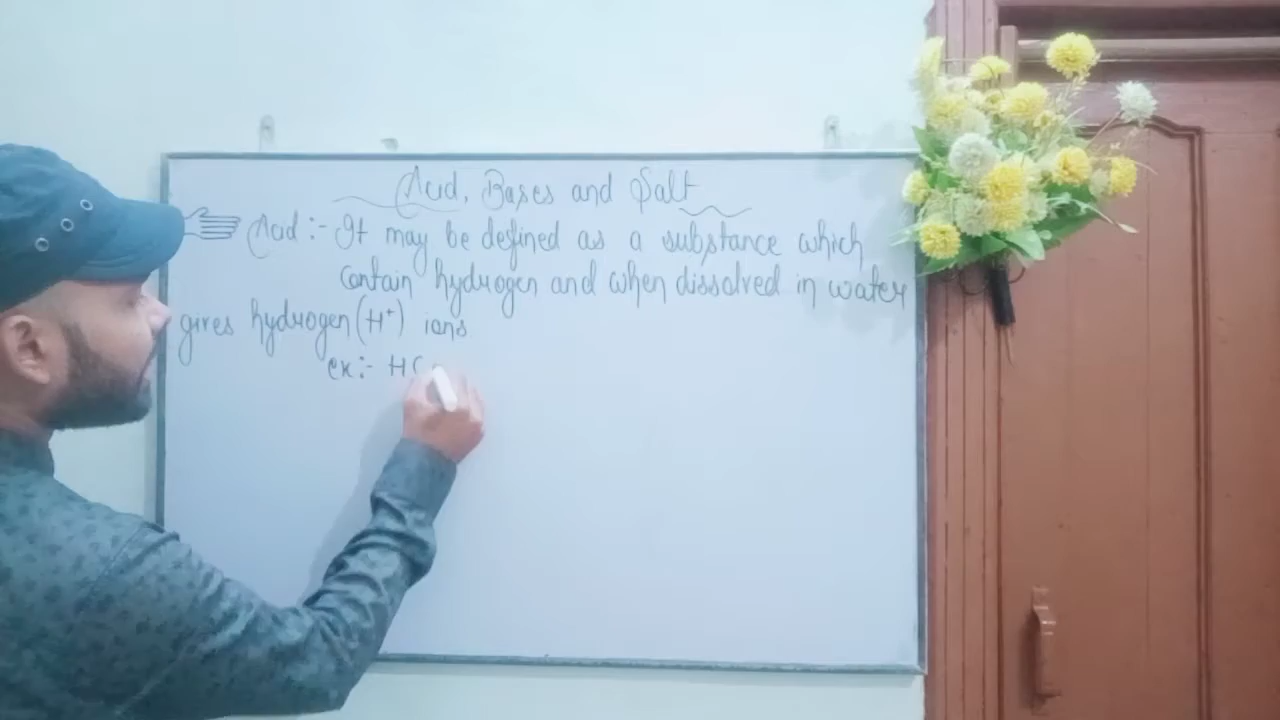 Acid, Bases and Salt
Acid :- It may be defined as a substance which
contain hydrogen and when dissolved in water
gives hydrogen (H⁺) ions
ex:- HC